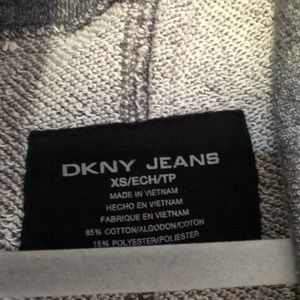 DKNY JEANS
XS/ECH/TP
MADE IN VIETNAM
HECHO EN VIETNAM
FABRIQUE EN VIETNAM
85% COTTON/ALGODON/COTON
15% POLYESTER/POLIESTER